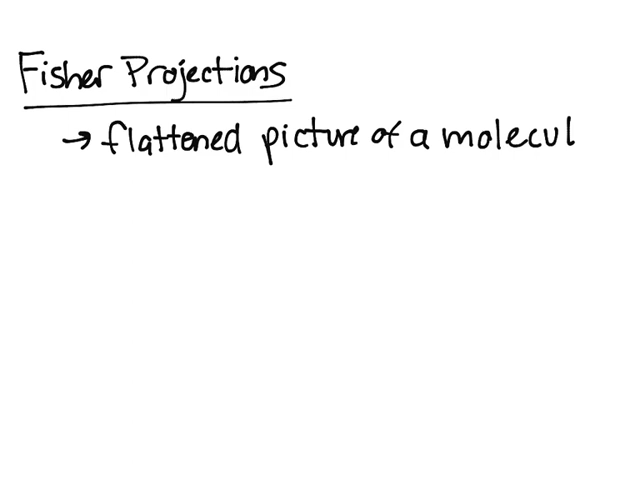 Fisher Projections
→ flattened picture of a molecul